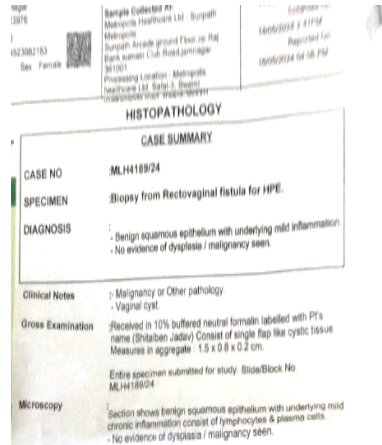 3976
Sample Collected At:
Metropolis Healthcare Ltd - Sunpath
Metropolis
Sunpath Arcade, ground Floor,
Bank suman Club Road, jamnagar
361001
Processing Location:- Metropolis
healthcare Ltd,
Sex Female
Reported On
HISTOPATHOLOGY
CASE SUMMARY
CASE NO :MLH4189/24
SPECIMEN :Biopsy from Rectovaginal fistula for HPE.
DIAGNOSIS :
- Benign squamous epithelium with underlying mild inflammation.
- No evidence of dysplasia / malignancy seen.
Clinical Notes :- Malignancy or Other pathology.
- Vaginal cyst.
Gross Examination :Received in 10% buffered neutral formalin labelled with Pt's
name (Shitalben Jadav) Consist of single flap like cystic tissue
Measures in aggregate : 1.5 x 0.8 x 0.2 cm.
Entire specimen submitted for study. Slide/Block No.
MLH4189/24
Microscopy :
Section shows benign squamous epithelium with underlying mild
chronic inflammation consist of lymphocytes & plasma cells.
- No evidence of dysplasia / malignancy seen.